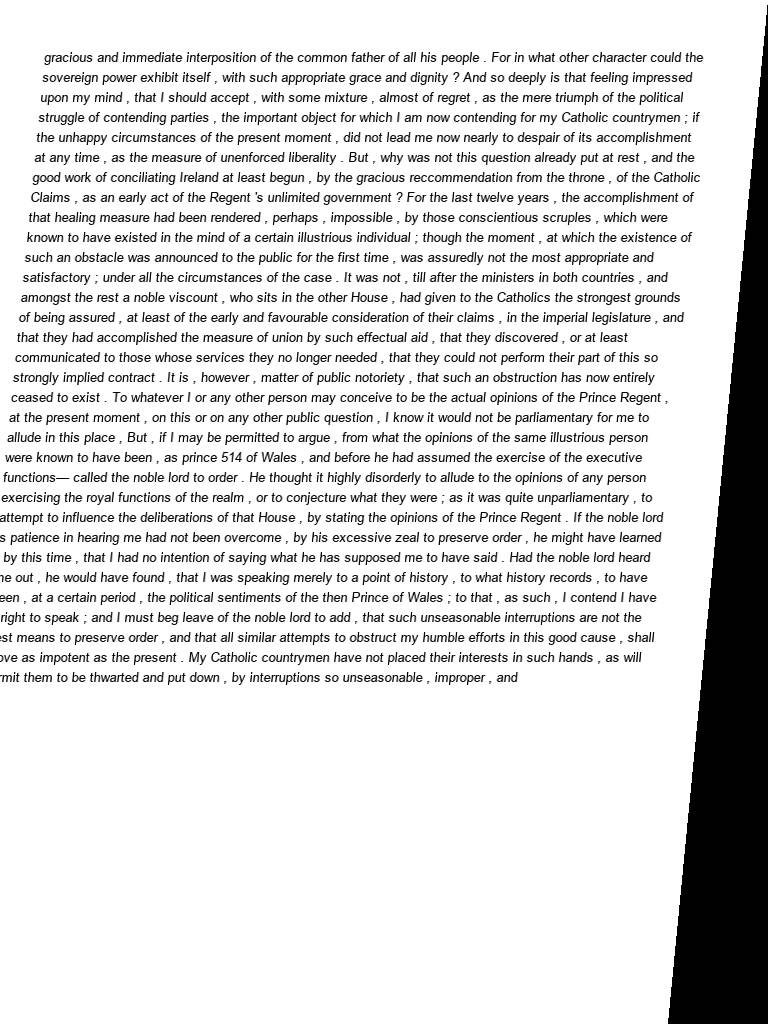 gracious and immediate interposition of the common father of all his people . For in what other character could the
sovereign power exhibit itself , with such appropriate grace and dignity ? And so deeply is that feeling impressed
upon my mind , that I should accept , with some mixture , almost of regret , as the mere triumph of the political
struggle of contending parties , the important object for which I am now contending for my Catholic countrymen ; if
the unhappy circumstances of the present moment , did not lead me now nearly to despair of its accomplishment
at any time , as the measure of unenforced liberality . But , why was not this question already put at rest , and the
good work of conciliating Ireland at least begun , by the gracious reccommendation from the throne , of the Catholic
Claims , as an early act of the Regent 's unlimited government ? For the last twelve years , the accomplishment of
that healing measure had been rendered , perhaps , impossible , by those conscientious scruples , which were
known to have existed in the mind of a certain illustrious individual ; though the moment , at which the existence of
such an obstacle was announced to the public for the first time , was assuredly not the most appropriate and
satisfactory ; under all the circumstances of the case . It was not , till after the ministers in both countries , and
amongst the rest a noble viscount , who sits in the other House , had given to the Catholics the strongest grounds
of being assured , at least of the early and favourable consideration of their claims , in the imperial legislature , and
that they had accomplished the measure of union by such effectual aid , that they discovered , or at least
communicated to those whose services they no longer needed , that they could not perform their part of this so
strongly implied contract . It is , however , matter of public notoriety , that such an obstruction has now entirely
ceased to exist . To whatever I or any other person may conceive to be the actual opinions of the Prince Regent ,
at the present moment , on this or on any other public question , I know it would not be parliamentary for me to
allude in this place , But , if I may be permitted to argue , from what the opinions of the same illustrious person
were known to have been , as prince 514 of Wales , and before he had assumed the exercise of the executive
functions— called the noble lord to order . He thought it highly disorderly to allude to the opinions of any person
exercising the royal functions of the realm , or to conjecture what they were ; as it was quite unparliamentary , to
attempt to influence the deliberations of that House , by stating the opinions of the Prince Regent . If the noble lord
s patience in hearing me had not been overcome , by his excessive zeal to preserve order , he might have learned
by this time , that I had no intention of saying what he has supposed me to have said . Had the noble lord heard
out , he would have found , that I was speaking merely to a point of history , to what history records , to have
at a certain period , the political sentiments of the then Prince of Wales ; to that , as such , I contend I have
right to speak ; and I must beg leave of the noble lord to add , that such unseasonable interruptions are not the
means to preserve order , and that all similar attempts to obstruct my humble efforts in this good cause , shall
as impotent as the present . My Catholic countrymen have not placed their interests in such hands , as will
them to be thwarted and put down , by interruptions so unseasonable , improper , and